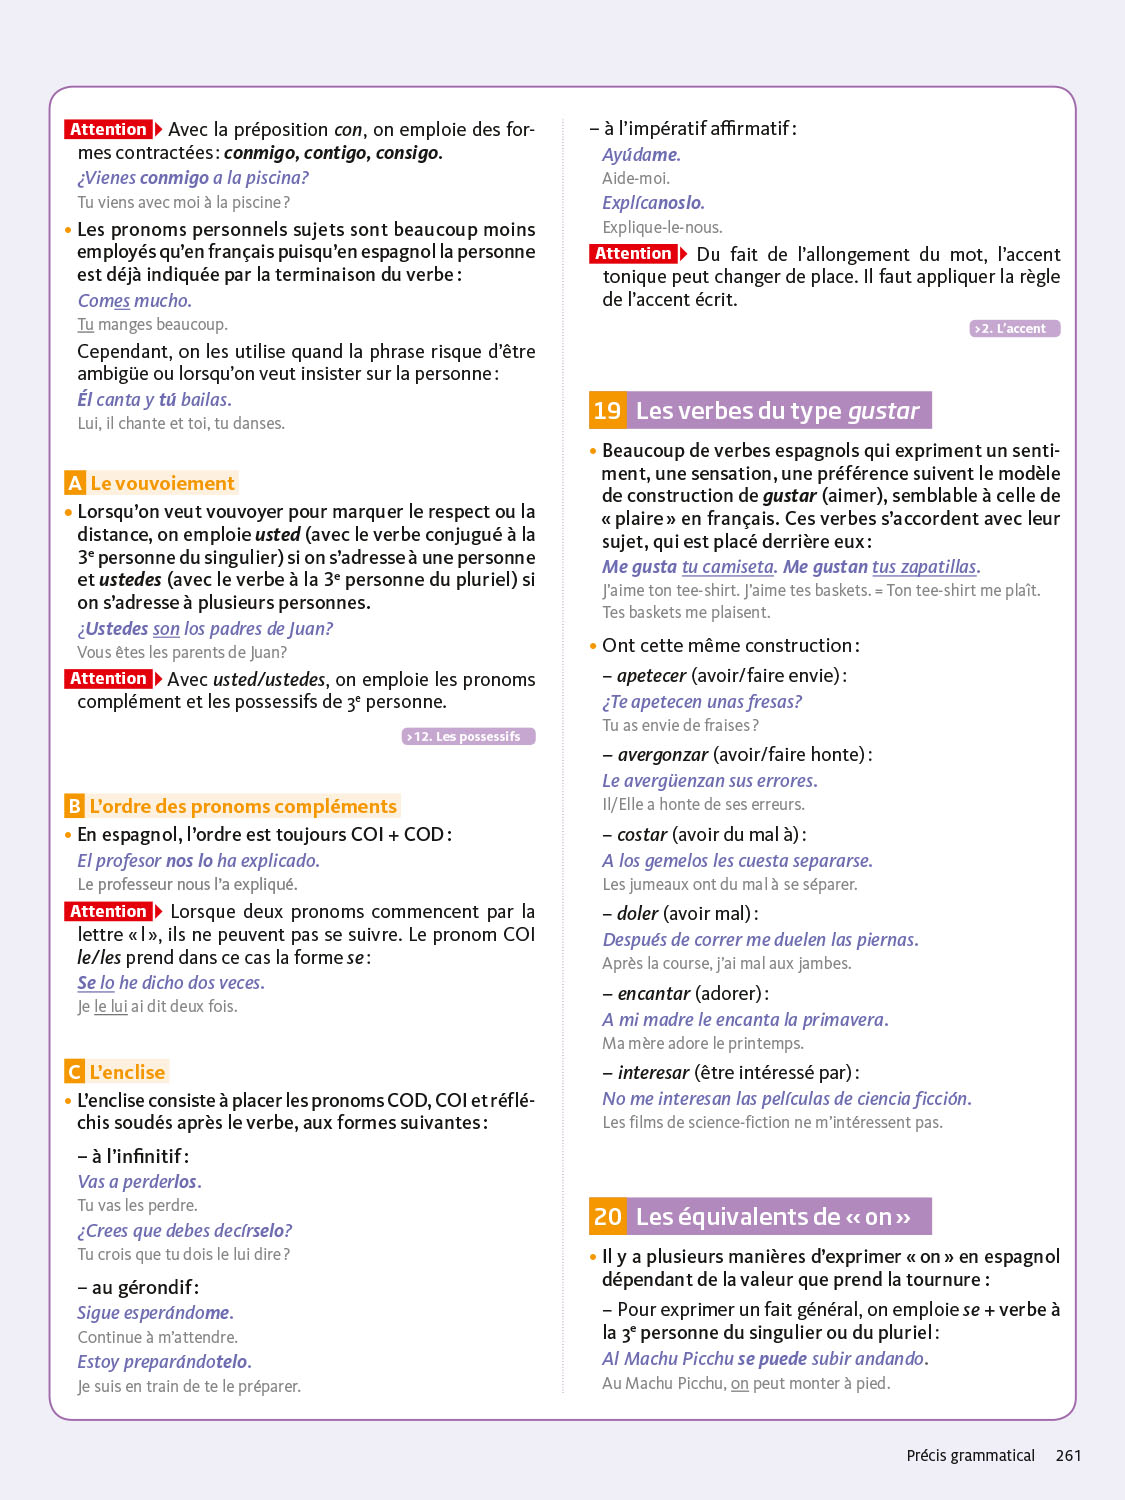 Attention Avec la préposition con, on emploie des for-
mes contractées : conmigo, contigo, consigo.
¿Vienes conmigo a la piscina?
Tu viens avec moi à la piscine ?
• Les pronoms personnels sujets sont beaucoup moins
employés qu'en français puisqu'en espagnol la personne
est déjà indiquée par la terminaison du verbe :
Comes mucho.
Tu manges beaucoup.
Cependant, on les utilise quand la phrase risque d'être
ambigüe ou lorsqu'on veut insister sur la personne :
Él canta y tú bailas.
Lui, il chante et toi, tu danses.
A Le vouvoiement
• Lorsqu'on veut vouvoyer pour marquer le respect ou la
distance, on emploie usted (avec le verbe conjugué à la
3e personne du singulier) si on s'adresse à une personne
et ustedes (avec le verbe à la 3e personne du pluriel) si
on s'adresse à plusieurs personnes.
¿Ustedes son los padres de Juan?
Vous êtes les parents de Juan?
Attention Avec usted/ustedes, on emploie les pronoms
complément et les possessifs de 3e personne.
›12. Les possessifs
B L'ordre des pronoms compléments
• En espagnol, l'ordre est toujours COI + COD :
El profesor nos lo ha explicado.
Le professeur nous l'a expliqué.
Attention Lorsque deux pronoms commencent par la
lettre « l », ils ne peuvent pas se suivre. Le pronom COI
le/les prend dans ce cas la forme se :
Se lo he dicho dos veces.
Je le lui ai dit deux fois.
C L'enclise
• L'enclise consiste à placer les pronoms COD, COI et réflé-
chis soudés après le verbe, aux formes suivantes :
– à l'infinitif :
Vas a perderlos.
Tu vas les perdre.
¿Crees que debes decírselo?
Tu crois que tu dois le lui dire ?
– au gérondif :
Sigue esperándome.
Continue à m'attendre.
Estoy preparándotelo.
Je suis en train de te le préparer.
– à l'impératif affirmatif :
Ayúdame.
Aide-moi.
Explícanoslo.
Explique-le-nous.
Attention Du fait de l'allongement du mot, l'accent
tonique peut changer de place. Il faut appliquer la règle
de l'accent écrit.
›2. L'accent
19 Les verbes du type gustar
• Beaucoup de verbes espagnols qui expriment un senti-
ment, une sensation, une préférence suivent le modèle
de construction de gustar (aimer), semblable à celle de
« plaire » en français. Ces verbes s'accordent avec leur
sujet, qui est placé derrière eux :
Me gusta tu camiseta. Me gustan tus zapatillas.
J'aime ton tee-shirt. J'aime tes baskets. = Ton tee-shirt me plaît.
Tes baskets me plaisent.
• Ont cette même construction :
– apetecer (avoir/faire envie) :
¿Te apetecen unas fresas?
Tu as envie de fraises ?
– avergonzar (avoir/faire honte) :
Le avergüenzan sus errores.
Il/Elle a honte de ses erreurs.
– costar (avoir du mal à) :
A los gemelos les cuesta separarse.
Les jumeaux ont du mal à se séparer.
– doler (avoir mal) :
Después de correr me duelen las piernas.
Après la course, j'ai mal aux jambes.
– encantar (adorer) :
A mi madre le encanta la primavera.
Ma mère adore le printemps.
– interesar (être intéressé par) :
No me interesan las películas de ciencia ficción.
Les films de science-fiction ne m'intéressent pas.
20 Les équivalents de « on »
• Il y a plusieurs manières d'exprimer « on » en espagnol
dépendant de la valeur que prend la tournure :
– Pour exprimer un fait général, on emploie se + verbe à
la 3e personne du singulier ou du pluriel :
Al Machu Picchu se puede subir andando.
Au Machu Picchu, on peut monter à pied.
Précis grammatical 261